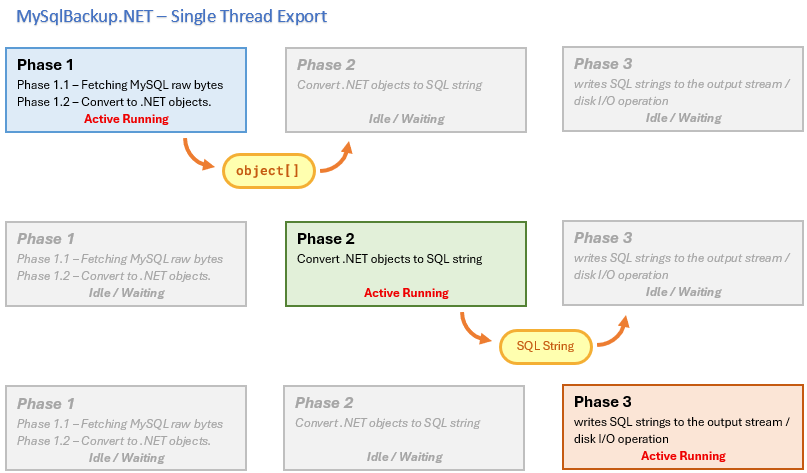 MySqlBackup.NET – Single Thread Export
Phase 1
Phase 1.1 – Fetching MySQL raw bytes
Phase 1.2 – Convert to .NET objects.
Active Running
Phase 2
Convert .NET objects to SQL string
Idle / Waiting
Phase 3
writes SQL strings to the output stream /
disk I/O operation
Idle / Waiting
object[]
Phase 1
Phase 1.1 – Fetching MySQL raw bytes
Phase 1.2 – Convert to .NET objects.
Idle / Waiting
Phase 2
Convert .NET objects to SQL string
Active Running
Phase 3
writes SQL strings to the output stream /
disk I/O operation
Idle / Waiting
SQL String
Phase 1
Phase 1.1 – Fetching MySQL raw bytes
Phase 1.2 – Convert to .NET objects.
Idle / Waiting
Phase 2
Convert .NET objects to SQL string
Idle / Waiting
Phase 3
writes SQL strings to the output stream /
disk I/O operation
Active Running